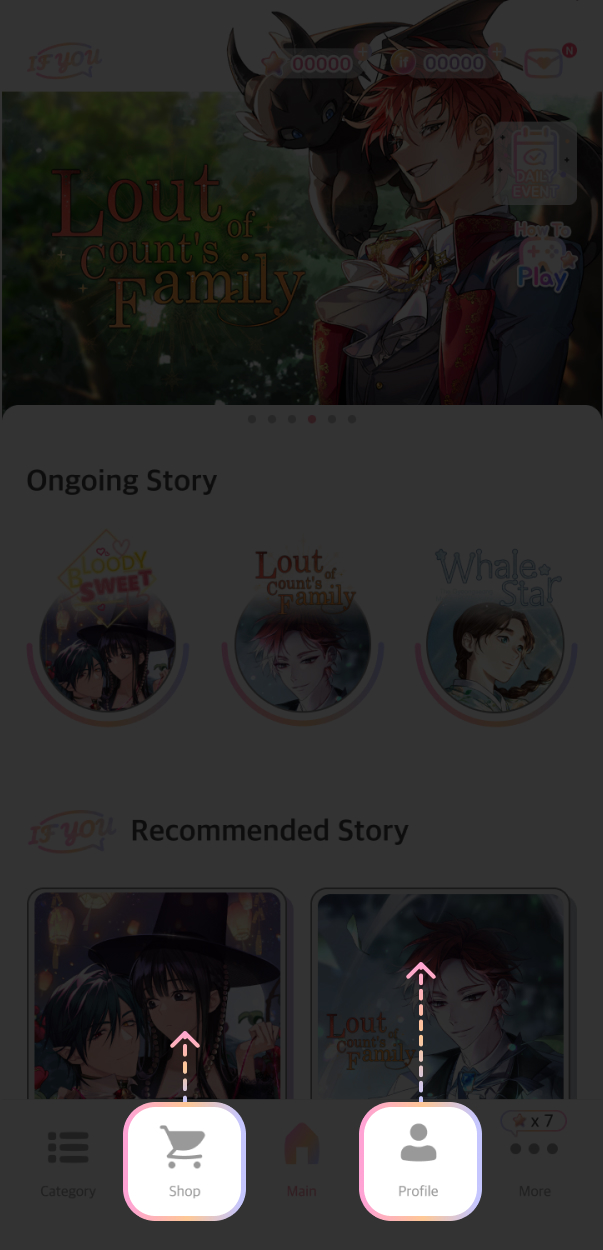 IF YOU
00000
if
00000
N
DAILY
EVENT
Lout of
Count's
Family
How To
Play
Ongoing Story
BLOODY
SWEET
Lout of
Count's
Family
Whale
Star
IF YOU
Recommended Story
Lout of
Count's
Family
x 7
Category
Shop
Main
Profile
More